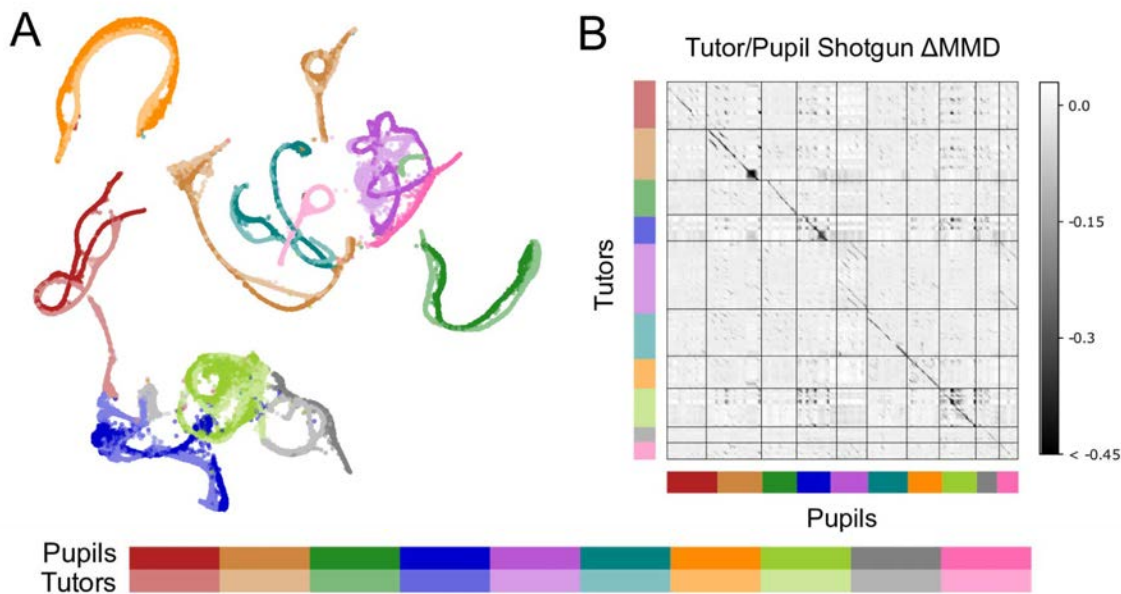 A
B
Tutor/Pupil Shotgun ΔMMD
Tutors
0.0
-0.15
-0.3
< -0.45
Pupils
Pupils
Tutors